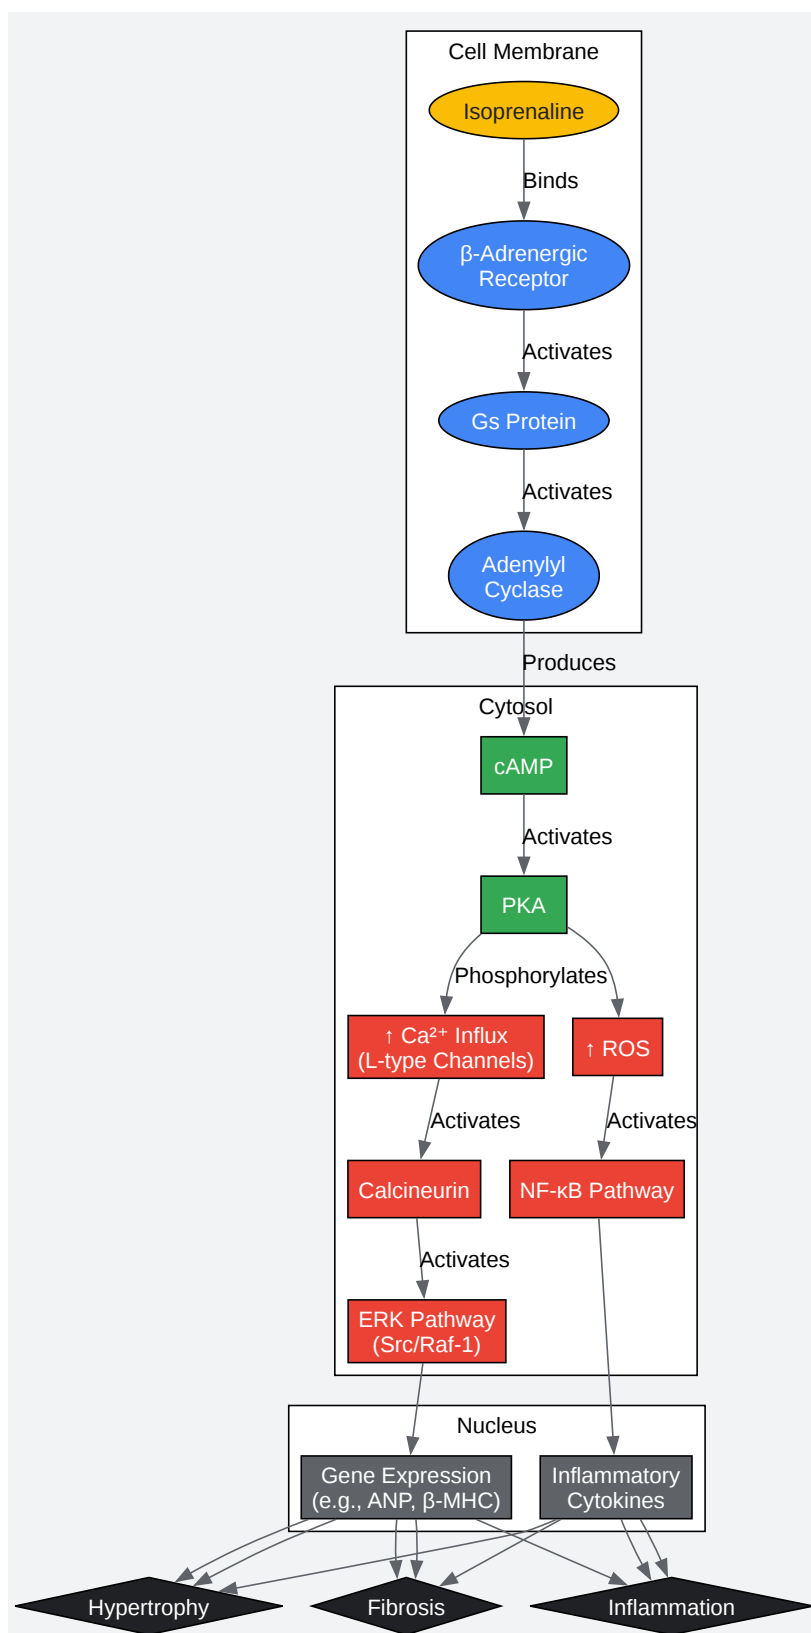 Cell Membrane
Isoprenaline
Binds
β-Adrenergic
Receptor
Activates
Gs Protein
Activates
Adenylyl
Cyclase
Produces
Cytosol
cAMP
Activates
PKA
Phosphorylates
↑ Ca²⁺ Influx
(L-type Channels)
↑ ROS
Activates
Activates
Calcineurin
NF-κB Pathway
Activates
ERK Pathway
(Src/Raf-1)
Nucleus
Gene Expression
(e.g., ANP, β-MHC)
Inflammatory
Cytokines
Hypertrophy
Fibrosis
Inflammation